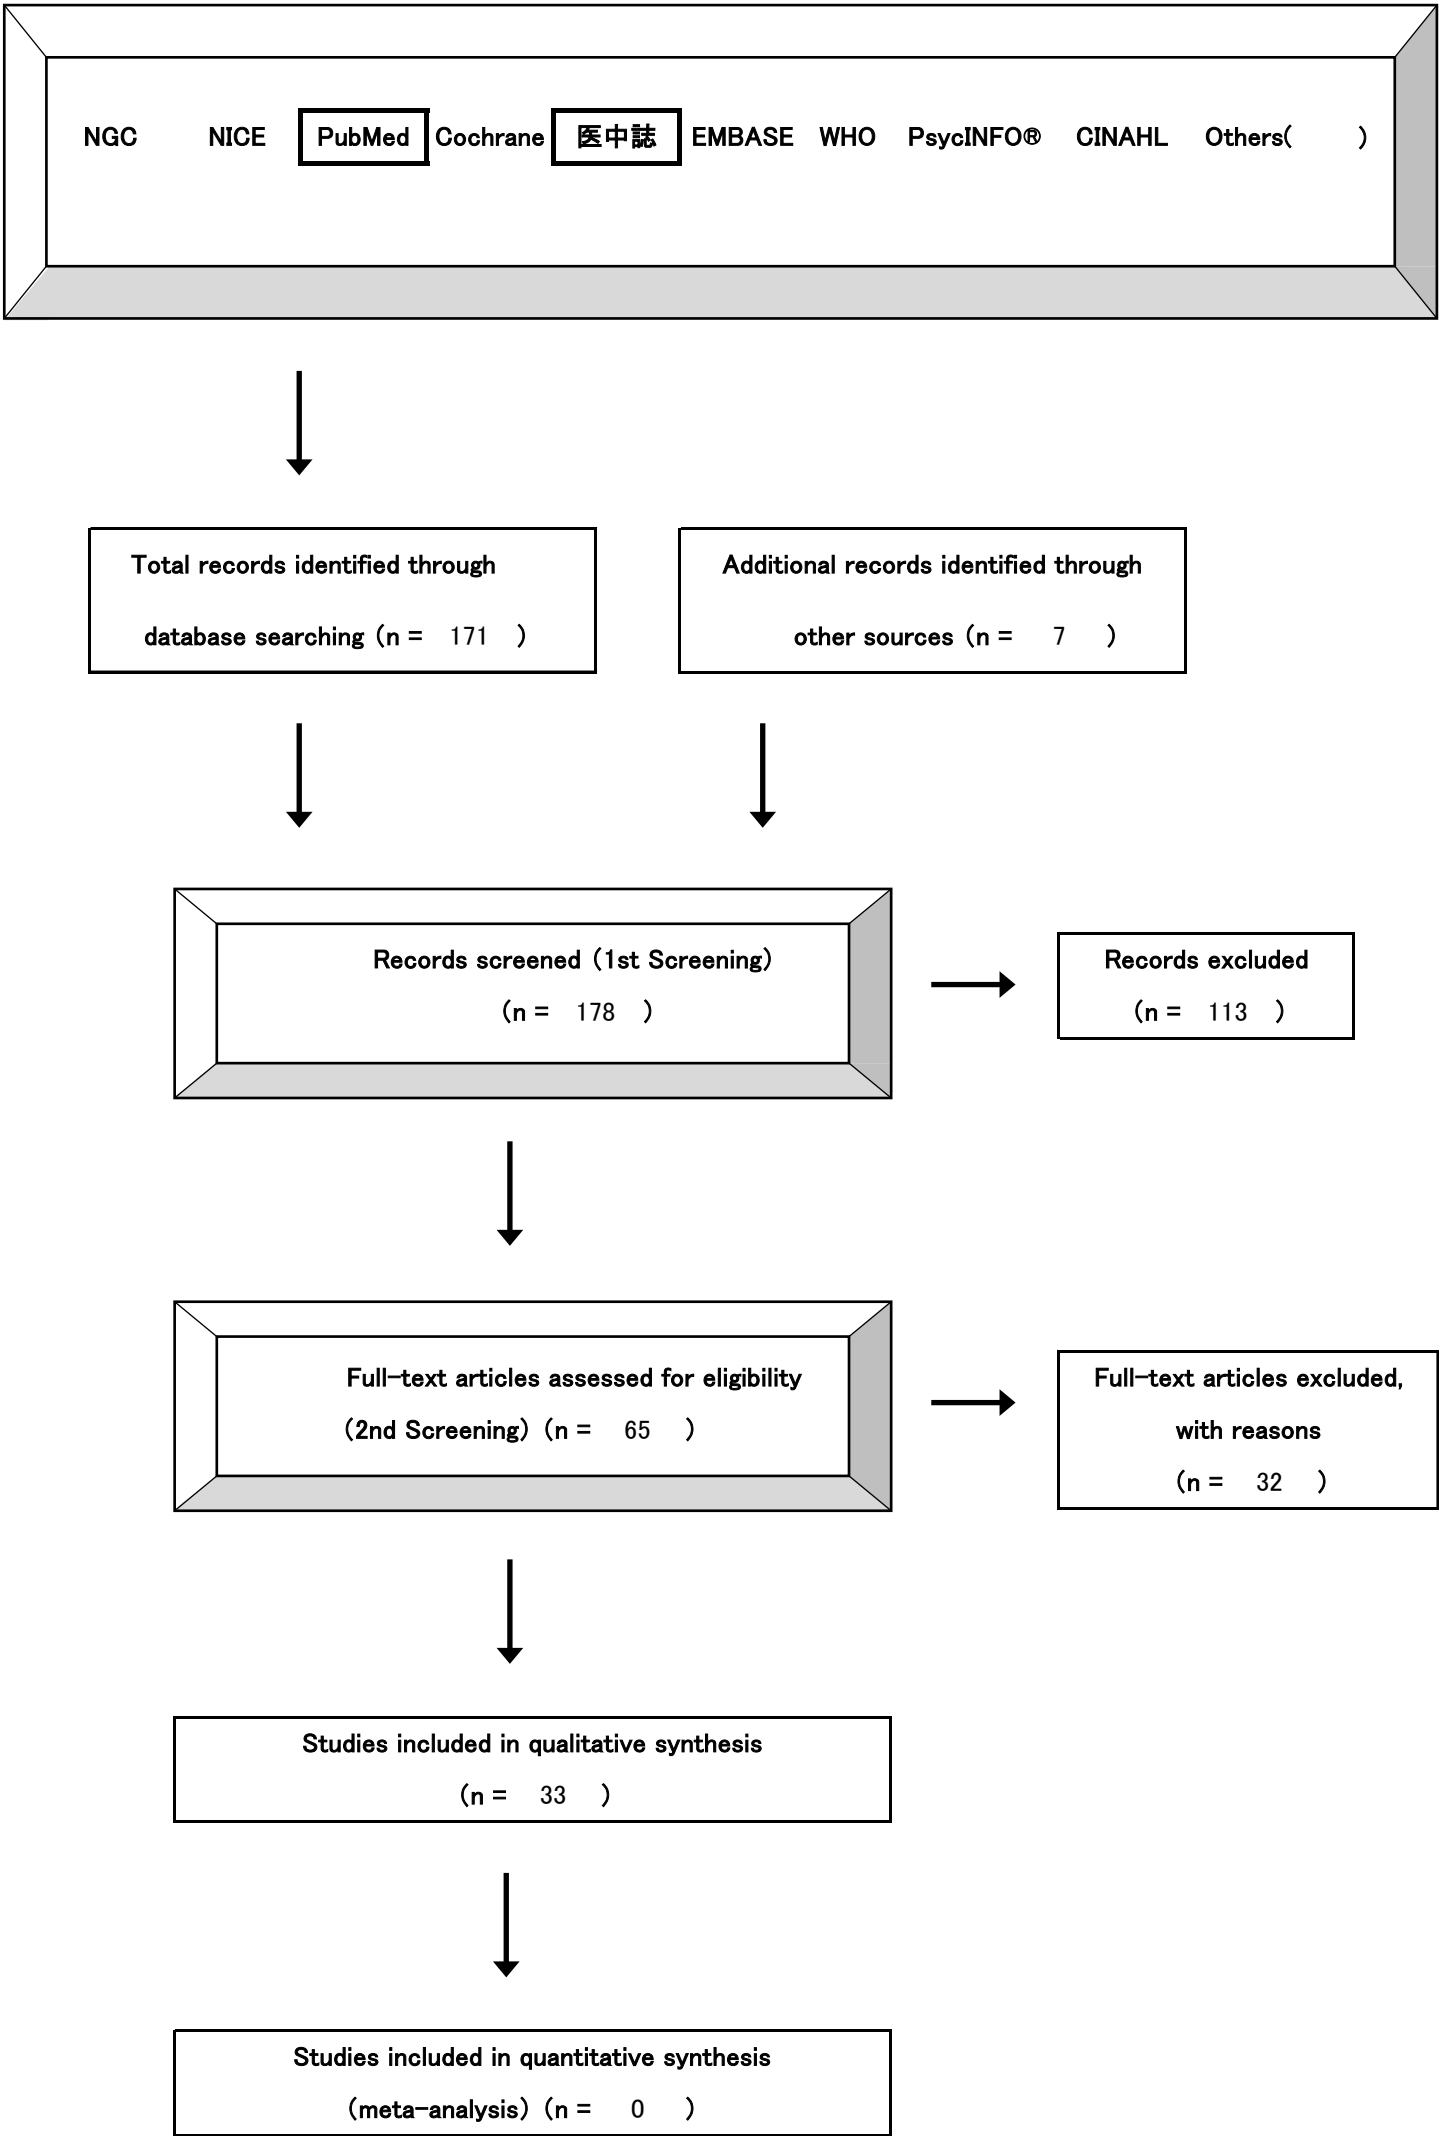 NGC NICE PubMed Cochrane 医中誌 EMBASE WHO PsycINFO® CINAHL Others( )
Total records identified through
database searching (n = 171 )
Additional records identified through
other sources (n = 7 )
Records screened (1st Screening)
(n = 178 )
Records excluded
(n = 113 )
Full-text articles assessed for eligibility
(2nd Screening) (n = 65 )
Full-text articles excluded,
with reasons
(n = 32 )
Studies included in qualitative synthesis
(n = 33 )
Studies included in quantitative synthesis
(meta-analysis) (n = 0 )